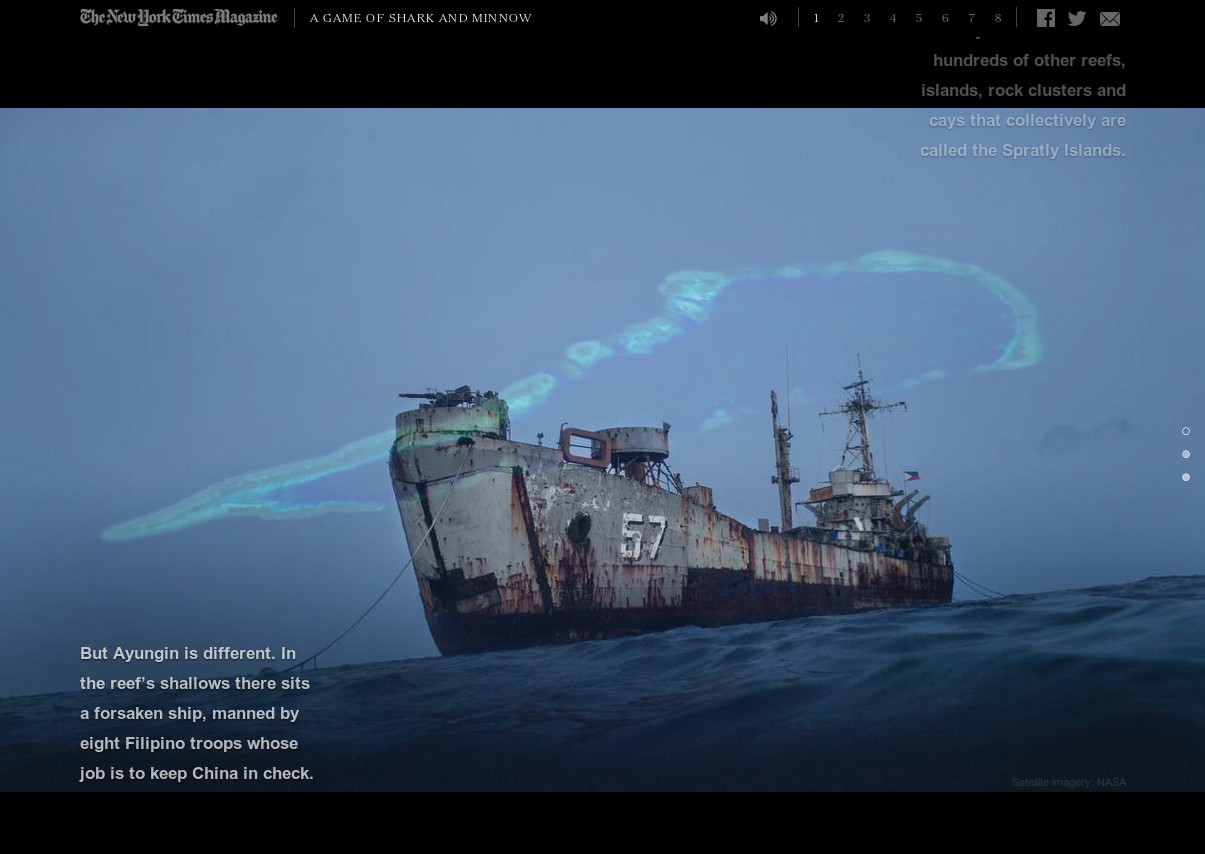 The New York Times Magazine
A GAME OF SHARK AND MINNOW
1 2 3 4 5 6 7 8
hundreds of other reefs,
islands, rock clusters and
cays that collectively are
called the Spratly Islands.
57
But Ayungin is different. In
the reef’s shallows there sits
a forsaken ship, manned by
eight Filipino troops whose
job is to keep China in check.
Satellite imagery: NASA